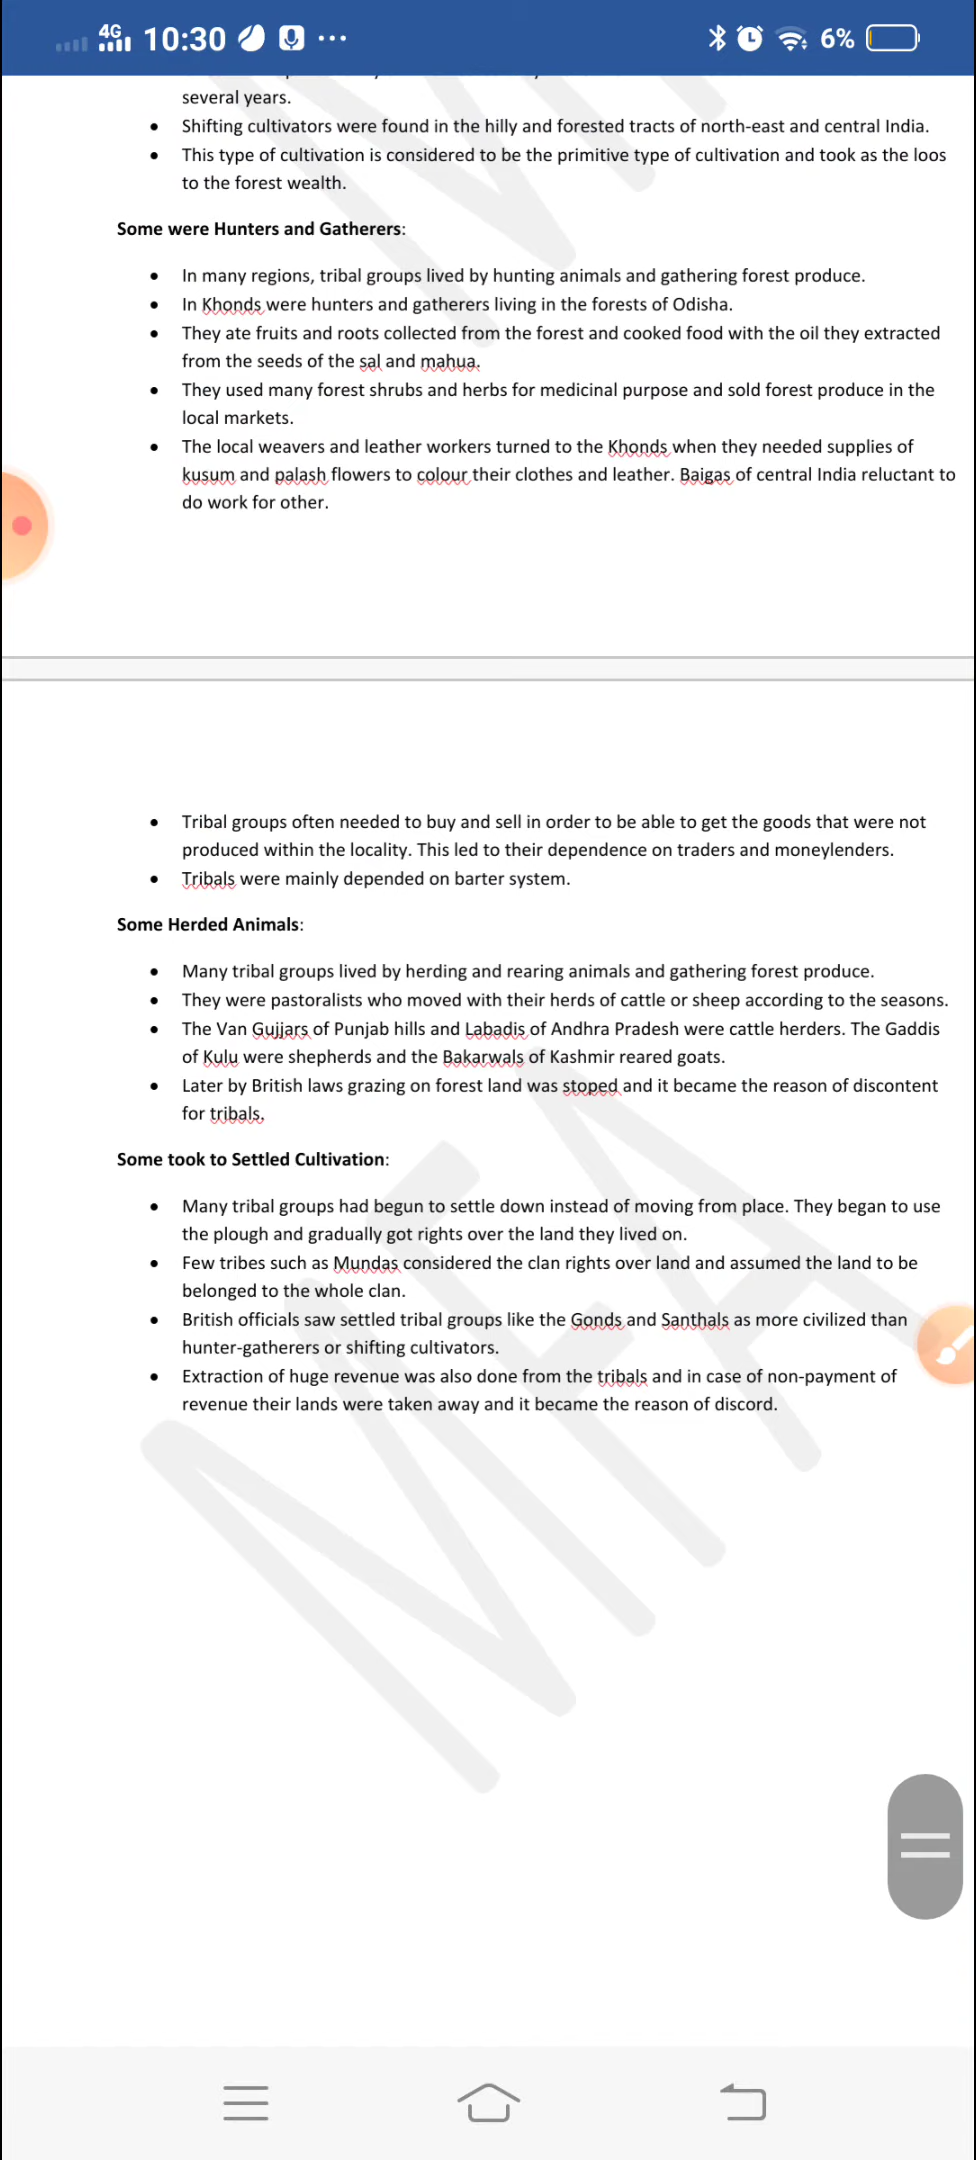 4G 10:30 ... 6%
several years.
• Shifting cultivators were found in the hilly and forested tracts of north-east and central India.
• This type of cultivation is considered to be the primitive type of cultivation and took as the loos
to the forest wealth.
Some were Hunters and Gatherers:
• In many regions, tribal groups lived by hunting animals and gathering forest produce.
• In Khonds were hunters and gatherers living in the forests of Odisha.
• They ate fruits and roots collected from the forest and cooked food with the oil they extracted
from the seeds of the sal and mahua.
• They used many forest shrubs and herbs for medicinal purpose and sold forest produce in the
local markets.
• The local weavers and leather workers turned to the Khonds when they needed supplies of
kusum and palash flowers to colour their clothes and leather. Baigas of central India reluctant to
do work for other.
• Tribal groups often needed to buy and sell in order to be able to get the goods that were not
produced within the locality. This led to their dependence on traders and moneylenders.
• Tribals were mainly depended on barter system.
Some Herded Animals:
• Many tribal groups lived by herding and rearing animals and gathering forest produce.
• They were pastoralists who moved with their herds of cattle or sheep according to the seasons.
• The Van Gujjars of Punjab hills and Labadis of Andhra Pradesh were cattle herders. The Gaddis
of Kulu were shepherds and the Bakarwals of Kashmir reared goats.
• Later by British laws grazing on forest land was stoped and it became the reason of discontent
for tribals.
Some took to Settled Cultivation:
• Many tribal groups had begun to settle down instead of moving from place. They began to use
the plough and gradually got rights over the land they lived on.
• Few tribes such as Mundas considered the clan rights over land and assumed the land to be
belonged to the whole clan.
• British officials saw settled tribal groups like the Gonds and Santhals as more civilized than
hunter-gatherers or shifting cultivators.
• Extraction of huge revenue was also done from the tribals and in case of non-payment of
revenue their lands were taken away and it became the reason of discord.
MFA